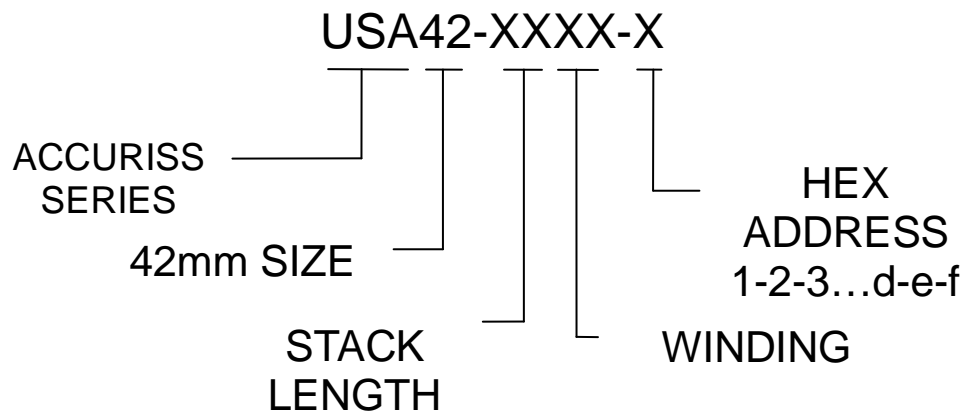 USA42-XXXX-X
ACCURISS
SERIES
42mm SIZE
STACK
LENGTH
WINDING
HEX
ADDRESS
1-2-3...d-e-f